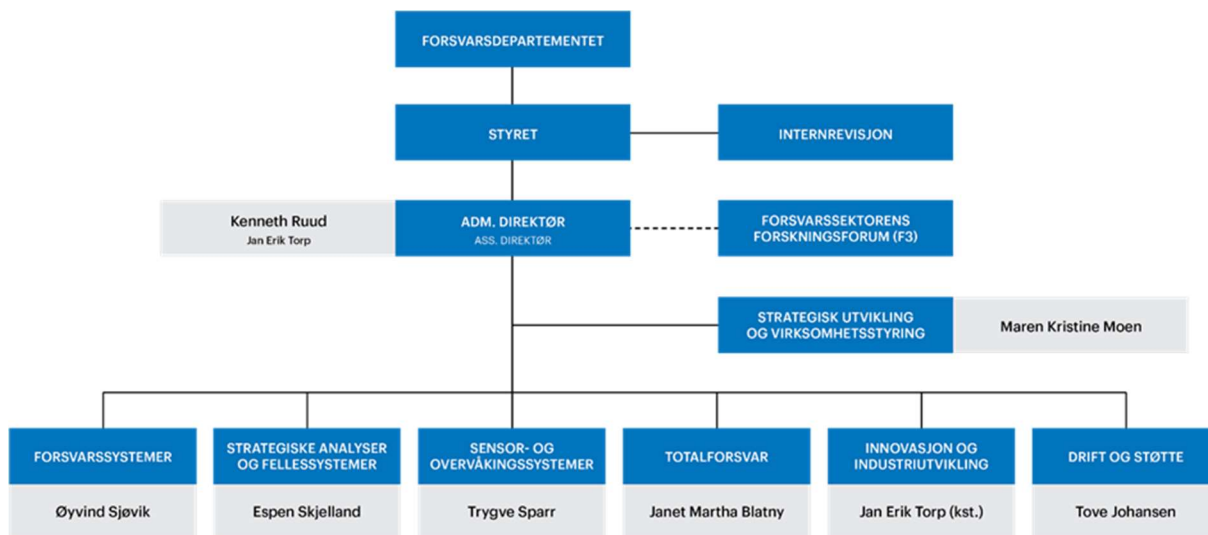 FORSVARSDEPARTEMENTET
STYRET
INTERNREVISJON
Kenneth Ruud
Jan Erik Torp
ADM. DIREKTØR
ASS. DIREKTØR
FORSVARSSEKTORENS
FORSKNINGSFORUM (F3)
STRATEGISK UTVIKLING
OG VIRKSOMHETSSTYRING
Maren Kristine Moen
FORSVARSSYSTEMER
Øyvind Sjøvik
STRATEGISKE ANALYSER
OG FELLESSYSTEMER
Espen Skjelland
SENSOR- OG
OVERVÅKINGSSYSTEMER
Trygve Sparr
TOTALFORSVAR
Janet Martha Blatny
INNOVASJON OG
INDUSTRIUTVIKLING
Jan Erik Torp (kst.)
DRIFT OG STØTTE
Tove Johansen